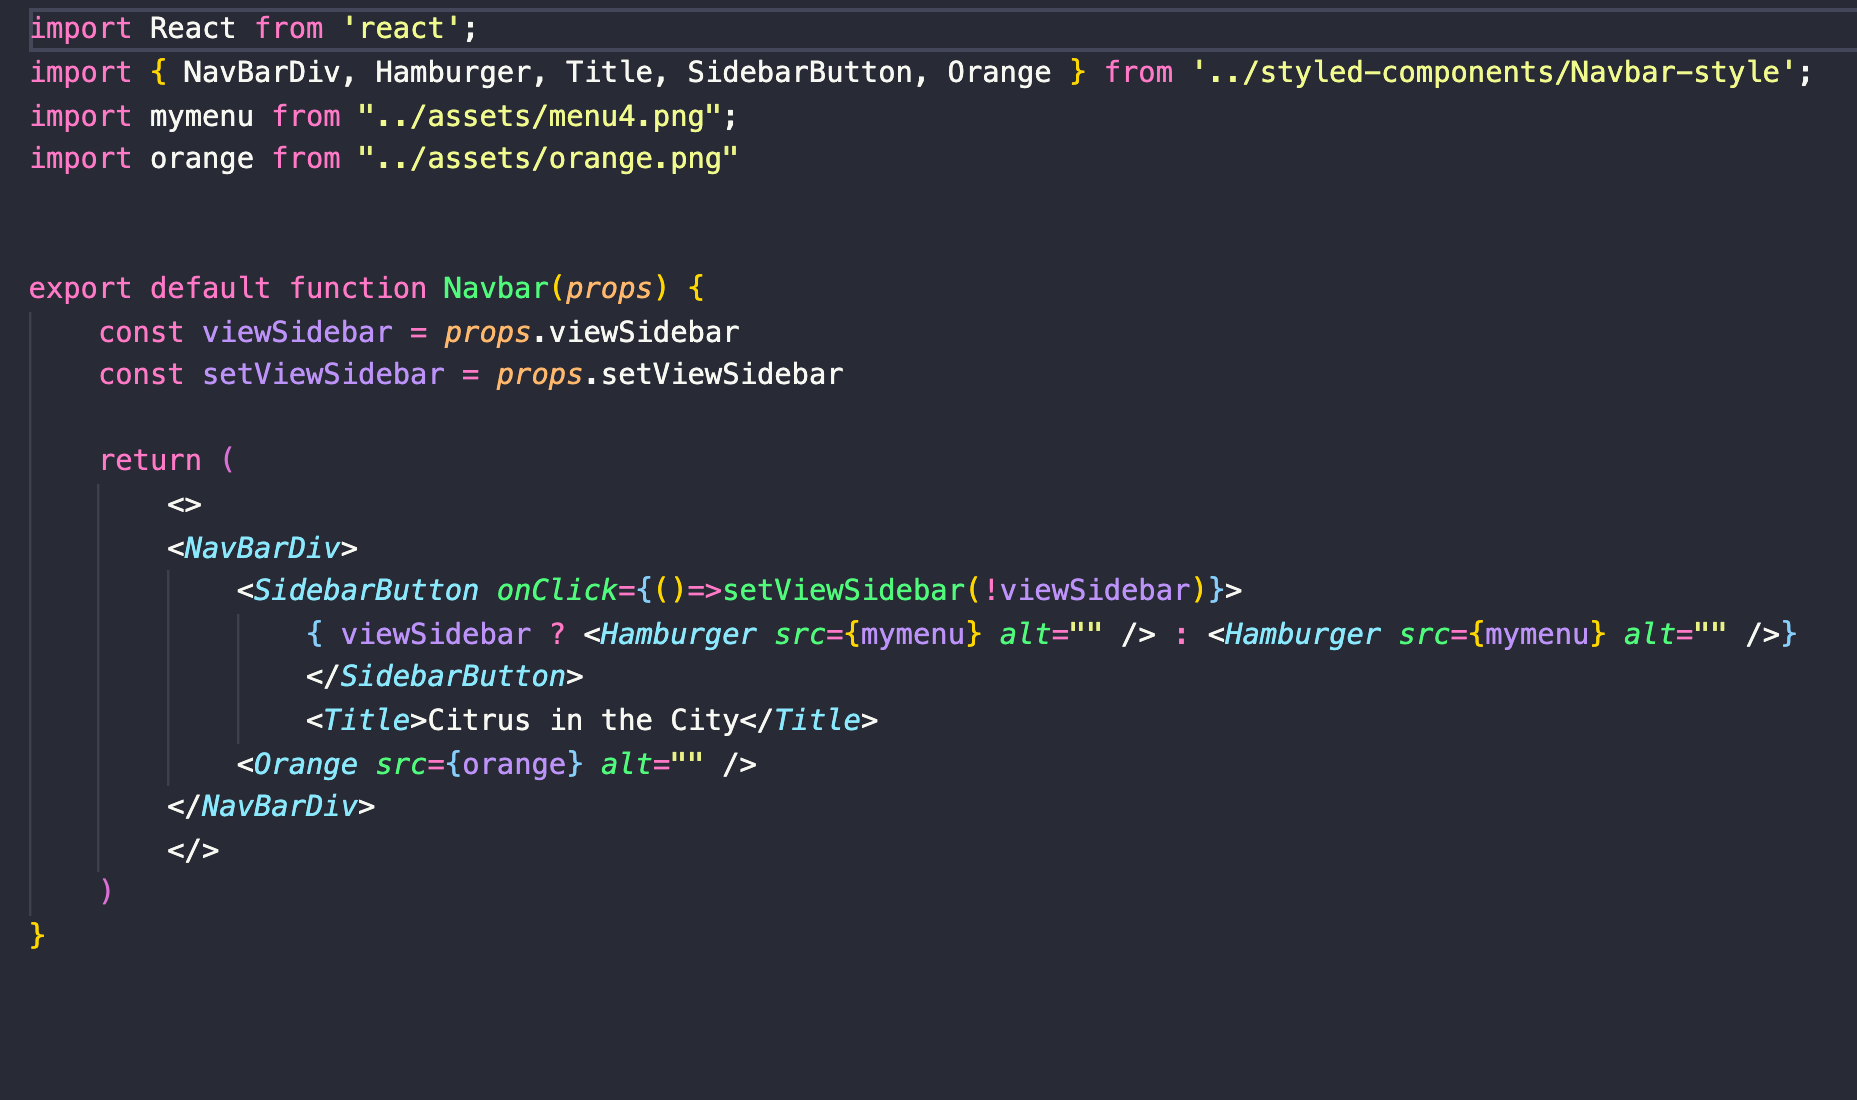 import React from 'react';
import { NavBarDiv, Hamburger, Title, SidebarButton, Orange } from '../styled-components/Navbar-style';
import mymenu from "../assets/menu4.png";
import orange from "../assets/orange.png"
export default function Navbar(props) {
    const viewSidebar = props.viewSidebar
    const setViewSidebar = props.setViewSidebar
    return (
        <>
        <NavBarDiv>
            <SidebarButton onClick={()=>setViewSidebar(!viewSidebar)}>
                { viewSidebar ? <Hamburger src={mymenu} alt="" /> : <Hamburger src={mymenu} alt="" />}
                </SidebarButton>
                <Title>Citrus in the City</Title>
            <Orange src={orange} alt="" />
        </NavBarDiv>
        </>
    )
}